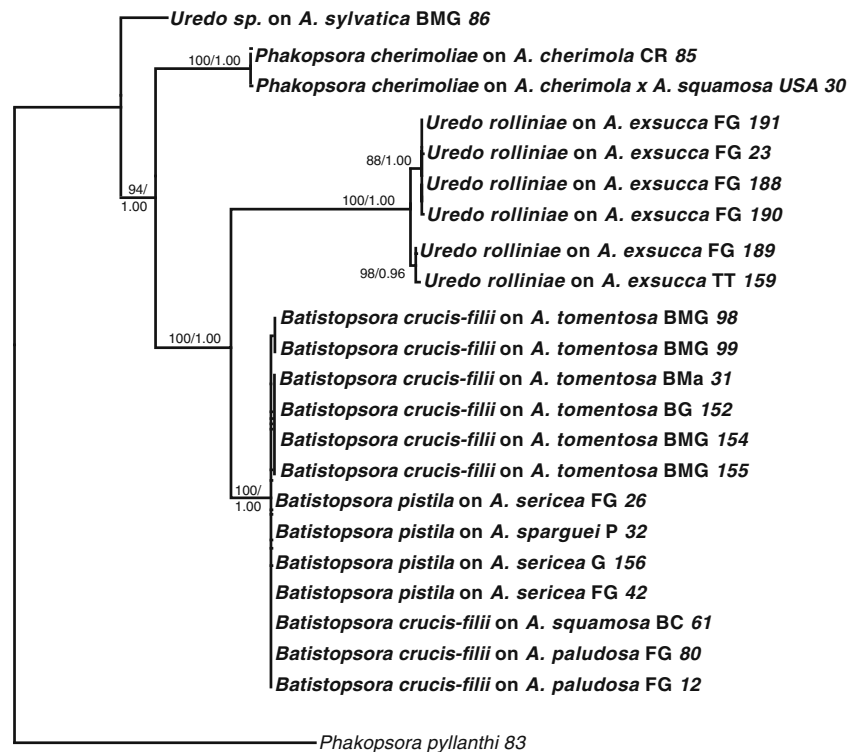 Uredo sp. on A. sylvatica BMG 86
Phakopsora cherimoliae on A. cherimola CR 85
100/1.00
Phakopsora cherimoliae on A. cherimola x A. squamosa USA 30
Uredo rolliniae on A. exsucca FG 191
Uredo rolliniae on A. exsucca FG 23
88/1.00
Uredo rolliniae on A. exsucca FG 188
94/
1.00
100/1.00
Uredo rolliniae on A. exsucca FG 190
Uredo rolliniae on A. exsucca FG 189
98/0.96
Uredo rolliniae on A. exsucca TT 159
Batistopsora crucis-filii on A. tomentosa BMG 98
100/1.00
Batistopsora crucis-filii on A. tomentosa BMG 99
Batistopsora crucis-filii on A. tomentosa BMa 31
Batistopsora crucis-filii on A. tomentosa BG 152
Batistopsora crucis-filii on A. tomentosa BMG 154
Batistopsora crucis-filii on A. tomentosa BMG 155
100/
1.00
Batistopsora pistila on A. sericea FG 26
Batistopsora pistila on A. sparguei P 32
Batistopsora pistila on A. sericea G 156
Batistopsora pistila on A. sericea FG 42
Batistopsora crucis-filii on A. squamosa BC 61
Batistopsora crucis-filii on A. paludosa FG 80
Batistopsora crucis-filii on A. paludosa FG 12
Phakopsora pyllanthi 83